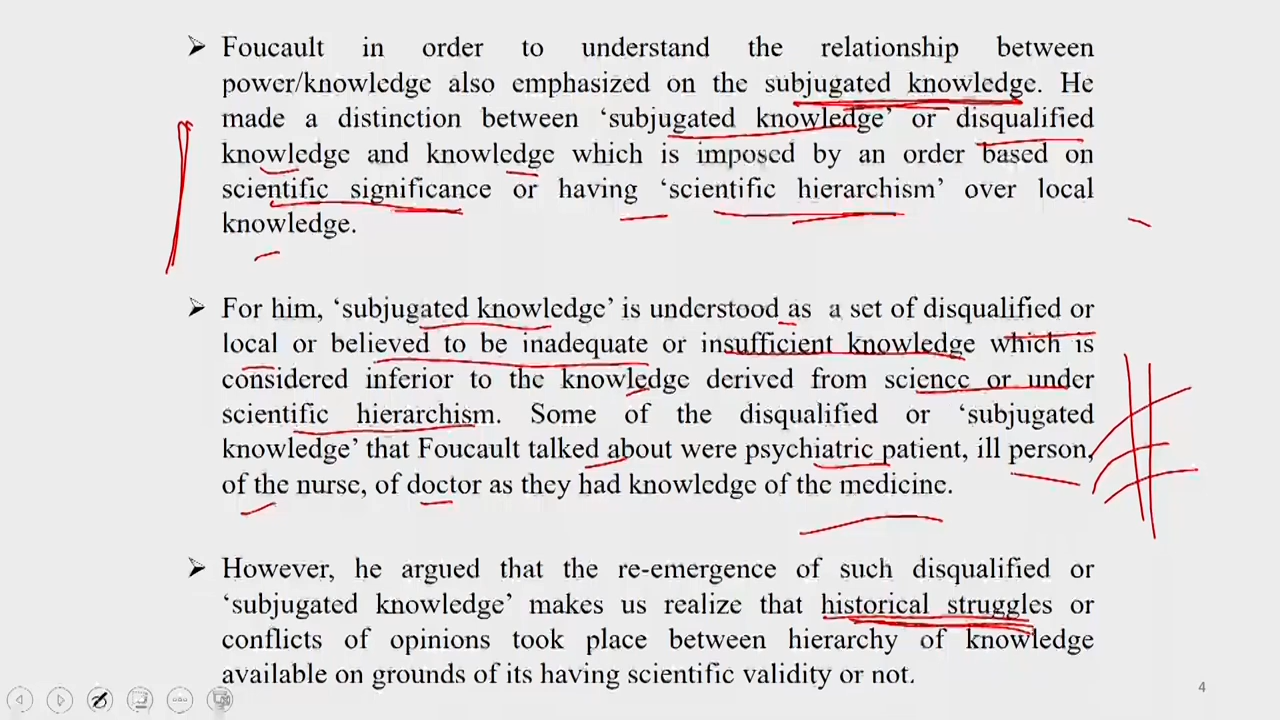 ➢ Foucault in order to understand the relationship between
power/knowledge also emphasized on the subjugated knowledge. He
made a distinction between ‘subjugated knowledge’ or disqualified
knowledge and knowledge which is imposed by an order based on
scientific significance or having ‘scientific hierarchism’ over local
knowledge.
➢ For him, ‘subjugated knowledge’ is understood as a set of disqualified or
local or believed to be inadequate or insufficient knowledge which is
considered inferior to the knowledge derived from science or under
scientific hierarchism. Some of the disqualified or ‘subjugated
knowledge’ that Foucault talked about were psychiatric patient, ill person,
of the nurse, of doctor as they had knowledge of the medicine.
➢ However, he argued that the re-emergence of such disqualified or
‘subjugated knowledge’ makes us realize that historical struggles or
conflicts of opinions took place between hierarchy of knowledge
available on grounds of its having scientific validity or not.
4